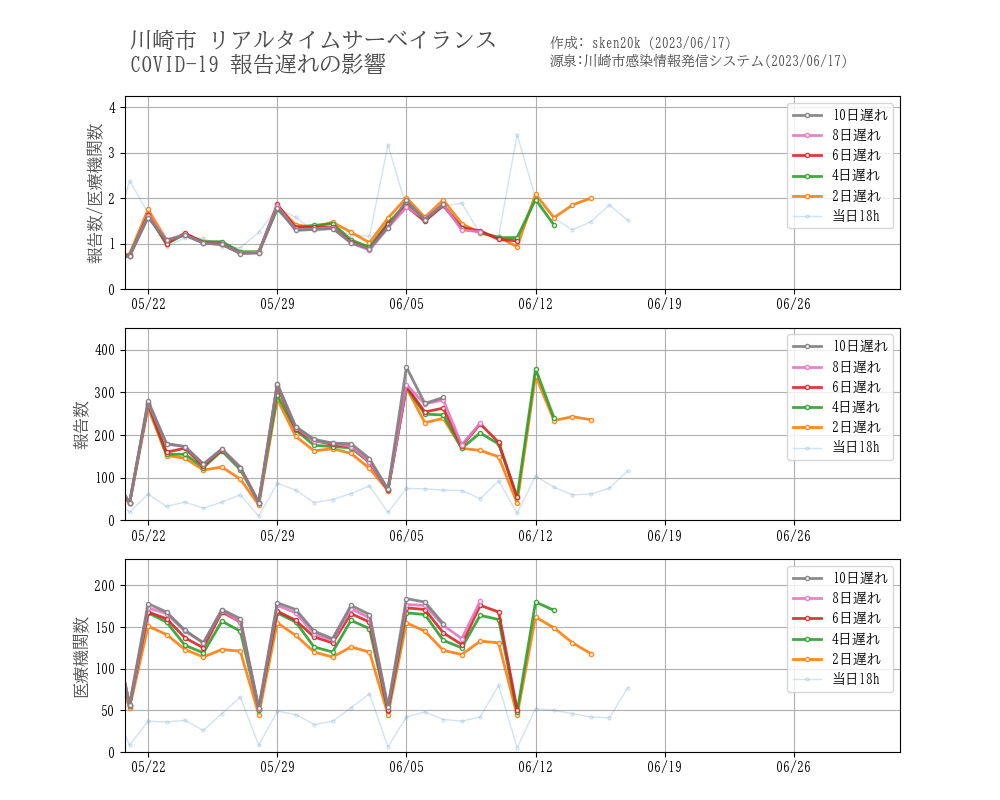 川崎市 リアルタイムサーベイランス
COVID-19 報告遅れの影響
作成: sken20k (2023/06/17)
源泉:川崎市感染情報発信システム(2023/06/17)
報告数/医療機関数
4
3
2
1
0
05/22 05/29 06/05 06/12 06/19 06/26
10日遅れ
8日遅れ
6日遅れ
4日遅れ
2日遅れ
当日18h
報告数
400
300
200
100
0
05/22 05/29 06/05 06/12 06/19 06/26
10日遅れ
8日遅れ
6日遅れ
4日遅れ
2日遅れ
当日18h
医療機関数
200
150
100
50
0
05/22 05/29 06/05 06/12 06/19 06/26
10日遅れ
8日遅れ
6日遅れ
4日遅れ
2日遅れ
当日18h